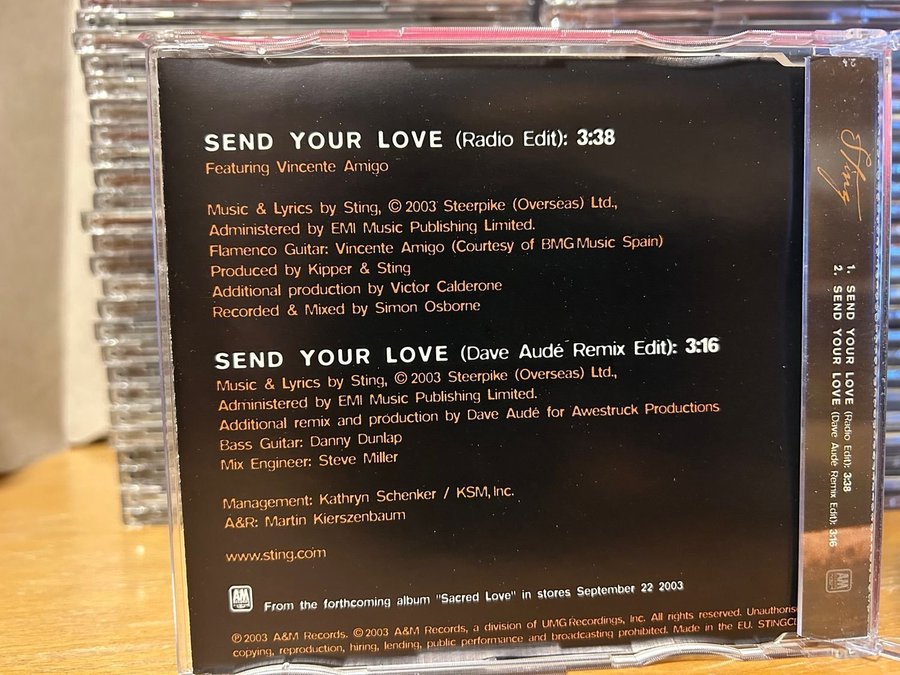 SEND YOUR LOVE (Radio Edit): 3:38
Featuring Vincente Amigo
Music & Lyrics by Sting, © 2003 Steerpike (Overseas) Ltd.,
Administered by EMI Music Publishing Limited.
Flamenco Guitar: Vincente Amigo (Courtesy of BMG Music Spain)
Produced by Kipper & Sting
Additional production by Victor Calderone
Recorded & Mixed by Simon Osborne
SEND YOUR LOVE (Dave Audé Remix Edit): 3:16
Music & Lyrics by Sting, © 2003 Steerpike (Overseas) Ltd.,
Administered by EMI Music Publishing Limited.
Additional remix and production by Dave Audé for Awestruck Productions
Bass Guitar: Danny Dunlap
Mix Engineer: Steve Miller
Management: Kathryn Schenker / KSM, Inc.
A&R: Martin Kierszenbaum
www.sting.com
A&M
From the forthcoming album "Sacred Love" in stores September 22 2003
℗2003 A&M Records. ©2003 A&M Records, a division of UMG Recordings, Inc. All rights reserved. Unauthoris
copying, reproduction, hiring, lending, public performance and broadcasting prohibited. Made in the EU. STINGC
Sting
1. SEND YOUR LOVE (Radio Edit): 3:38
2. SEND YOUR LOVE (Dave Audé Remix Edit): 3:16
A&M